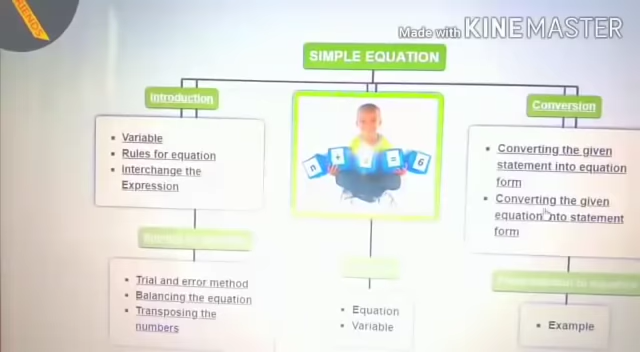 RIENDS
Made with KINEMASTER
SIMPLE EQUATION
Introduction
Conversion
Variable
Rules for equation
Interchange the
Expression
n + = 6
Converting the given
statement into equation
form
Converting the given
equation into statement
form
Trial and error method
Balancing the equation
Transposing the
numbers
Equation
Variable
Example